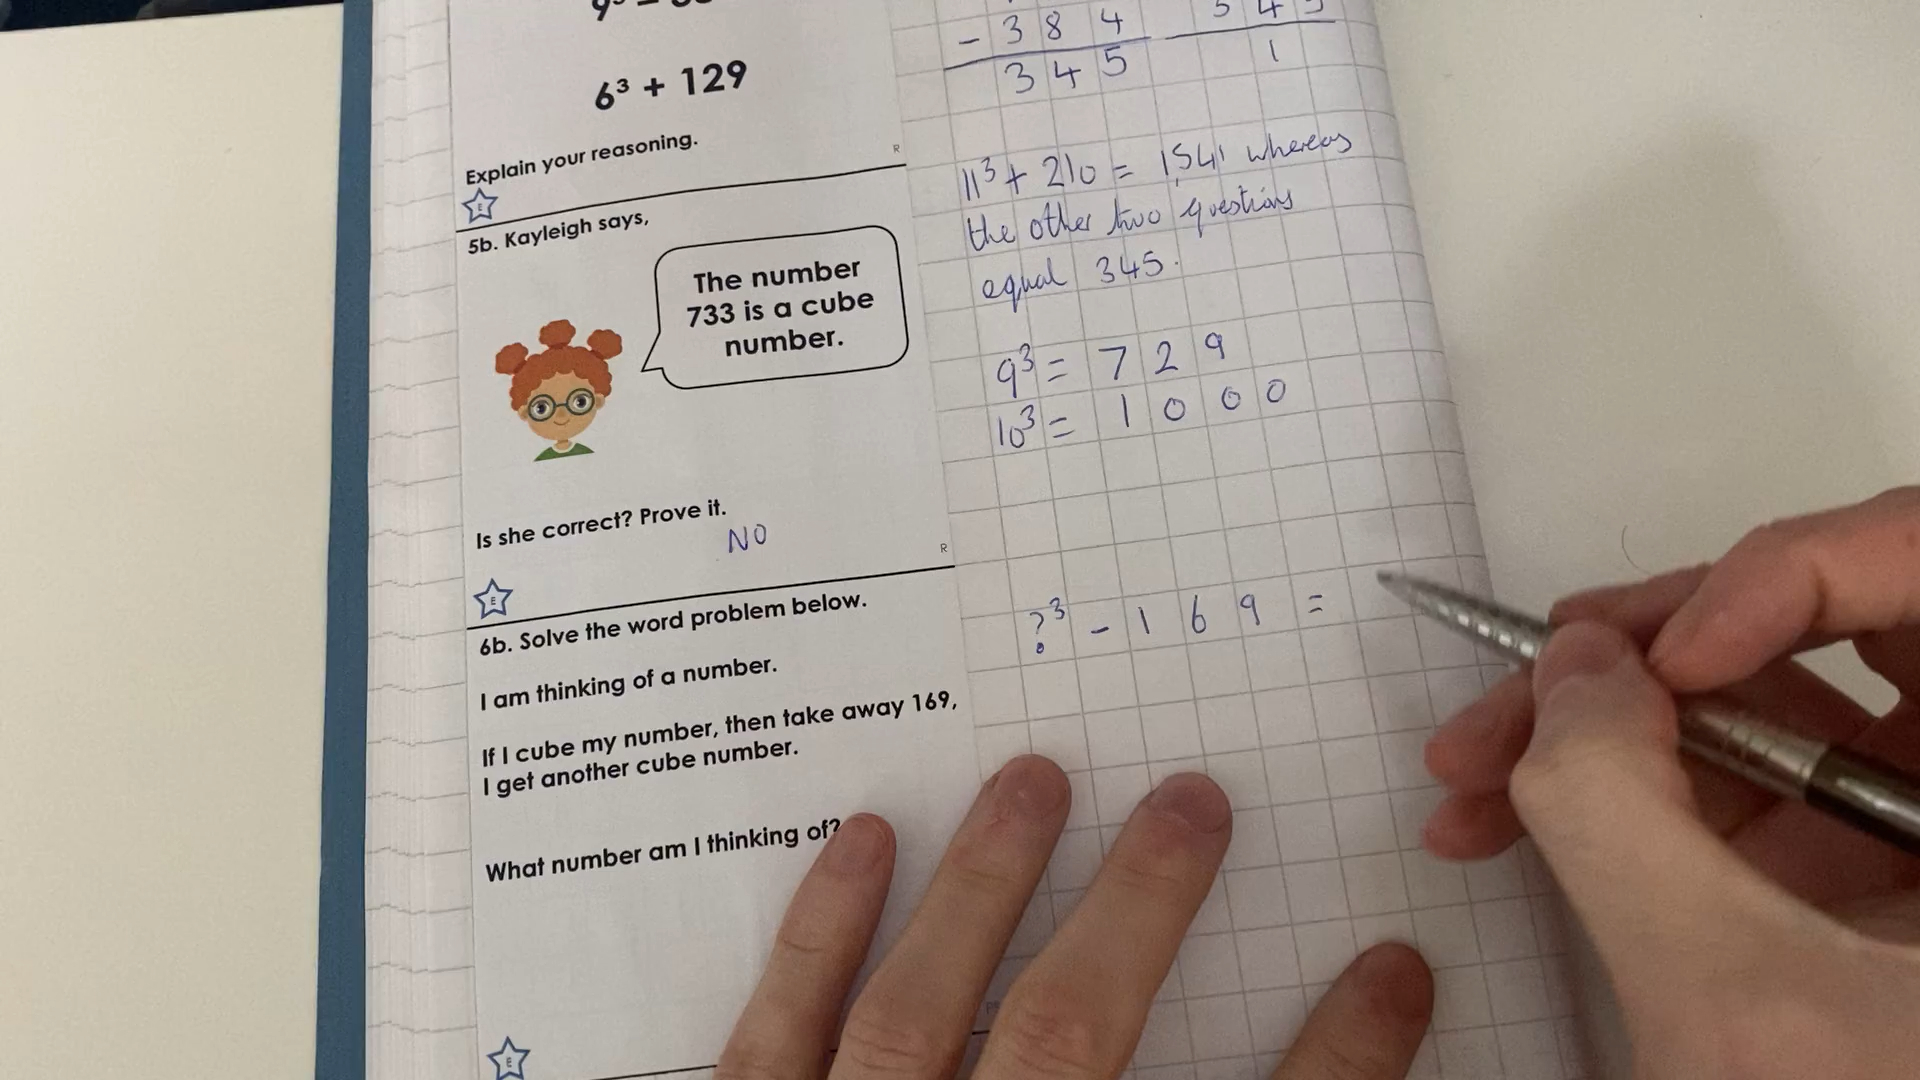 6³ + 129
Explain your reasoning.
R
E
5b. Kayleigh says,
The number
733 is a cube
number.
Is she correct? Prove it.
NO
R
E
6b. Solve the word problem below.
I am thinking of a number.
If I cube my number, then take away 169,
I get another cube number.
What number am I thinking of?
E
- 3 8 4
3 4 5
1
11³ + 210 = 1541 whereas
the other two questions
equal 345.
9³ = 7 2 9
10³ = 1 0 0 0
?³ - 1 6 9 =